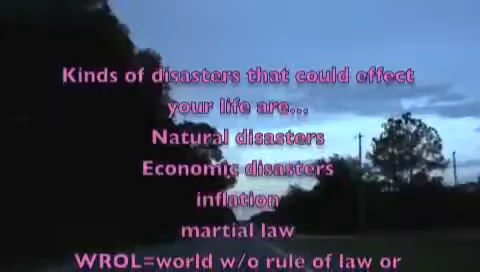 Kinds of disasters that could effect
your life are...
Natural disasters
Economic disasters
inflation
martial law
WROL=world w/o rule of law or